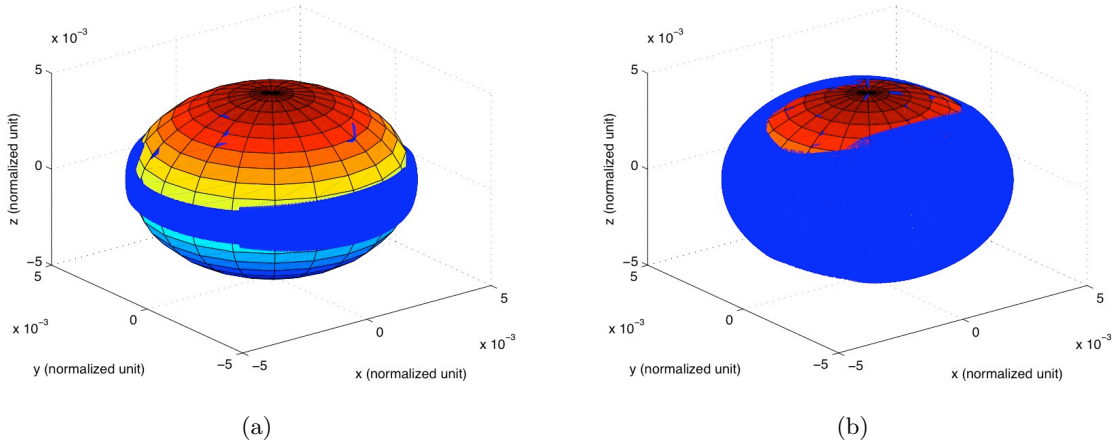 x 10⁻³
5
0
−5
z (normalized unit)
5
x 10⁻³
0
−5
y (normalized unit)
−5
0
5
x 10⁻³
x (normalized unit)
(a)
x 10⁻³
5
0
−5
z (normalized unit)
5
x 10⁻³
0
−5
y (normalized unit)
−5
0
5
x 10⁻³
x (normalized unit)
(b)